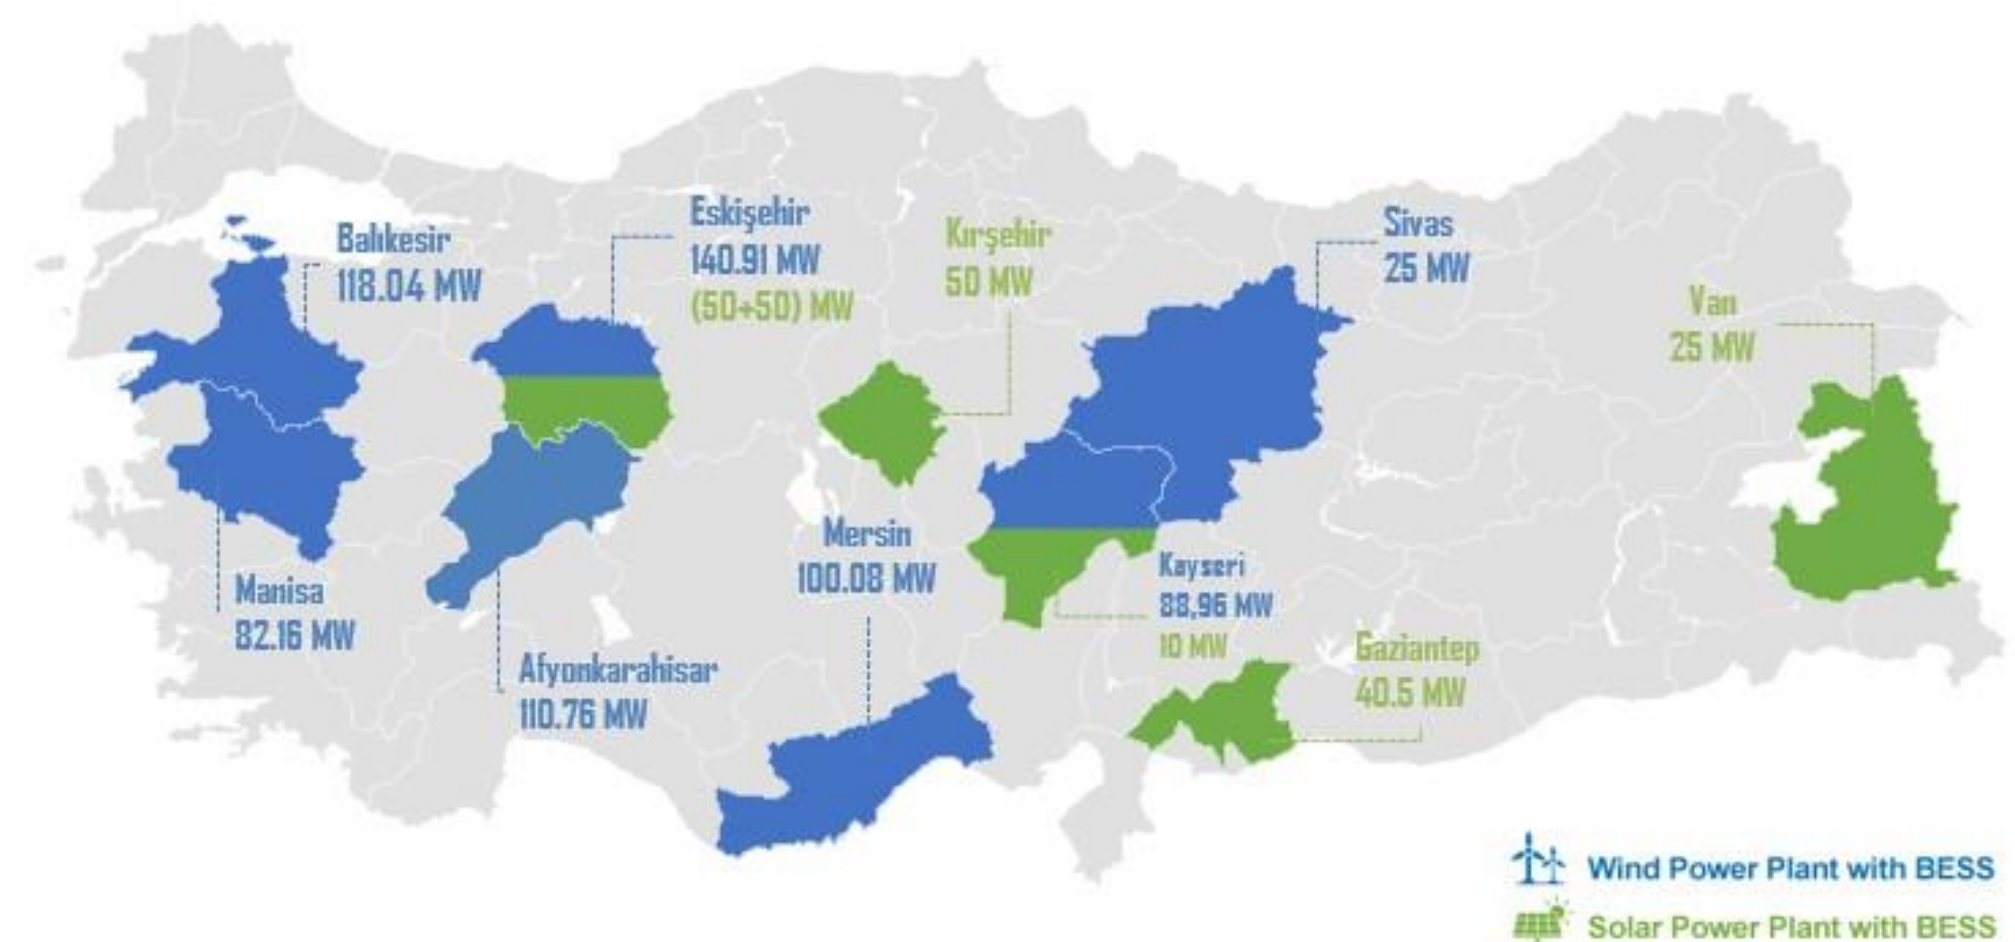 Balıkesir
118.04 MW
Eskişehir
140.91 MW
(50+50) MW
Kırşehir
50 MW
Sivas
25 MW
Van
25 MW
Manisa
82.16 MW
Afyonkarahisar
110.76 MW
Mersin
100.08 MW
Kayseri
88,96 MW
10 MW
Gaziantep
40.5 MW
Wind Power Plant with BESS
Solar Power Plant with BESS